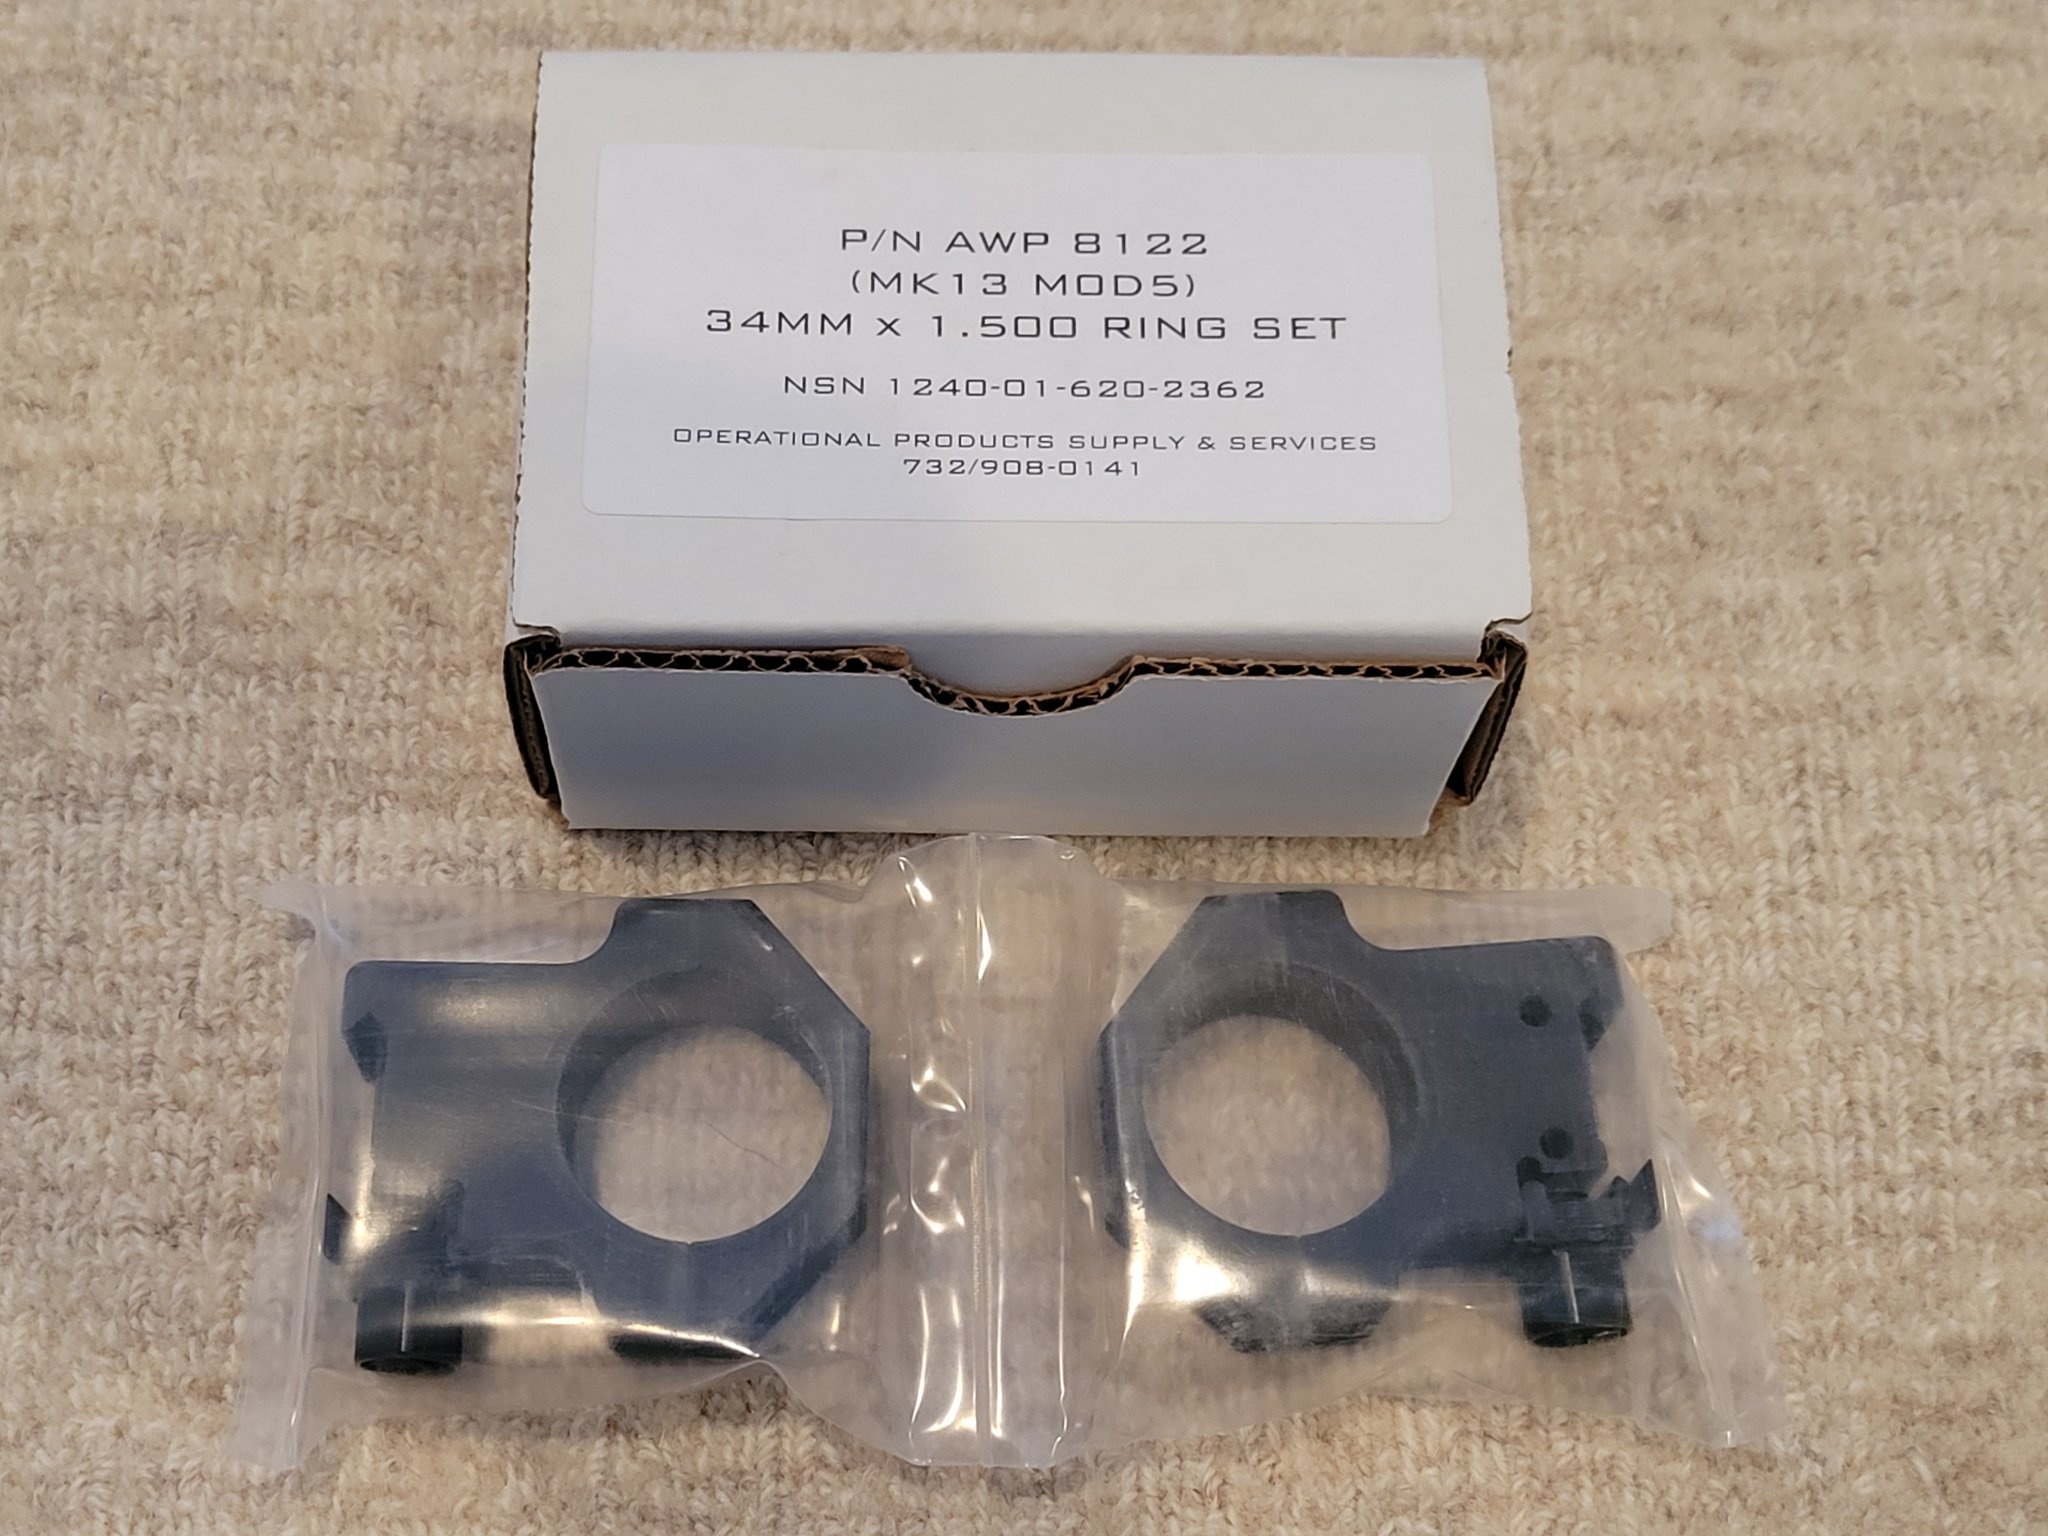 P/N AWP 8122
(MK13 MOD5)
34MM x 1.500 RING SET
NSN 1240-01-620-2362
OPERATIONAL PRODUCTS SUPPLY & SERVICES
732/908-0141